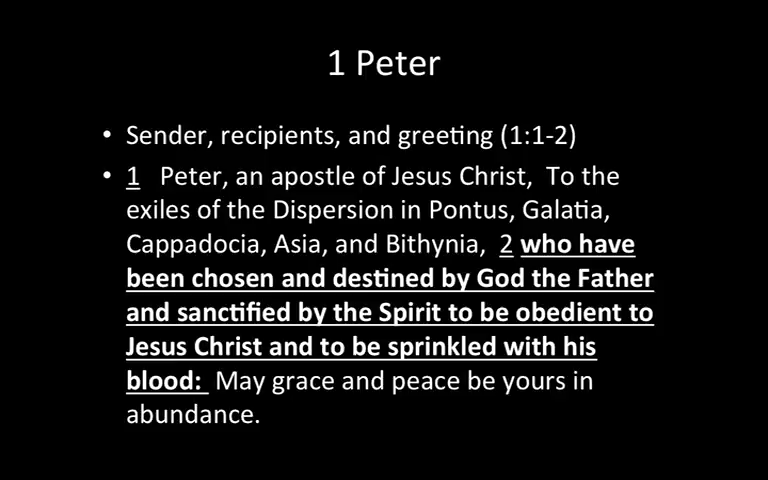 1 Peter
• Sender, recipients, and greeting (1:1-2)
• 1 Peter, an apostle of Jesus Christ, To the
exiles of the Dispersion in Pontus, Galatia,
Cappadocia, Asia, and Bithynia, 2 who have
been chosen and destined by God the Father
and sanctified by the Spirit to be obedient to
Jesus Christ and to be sprinkled with his
blood: May grace and peace be yours in
abundance.